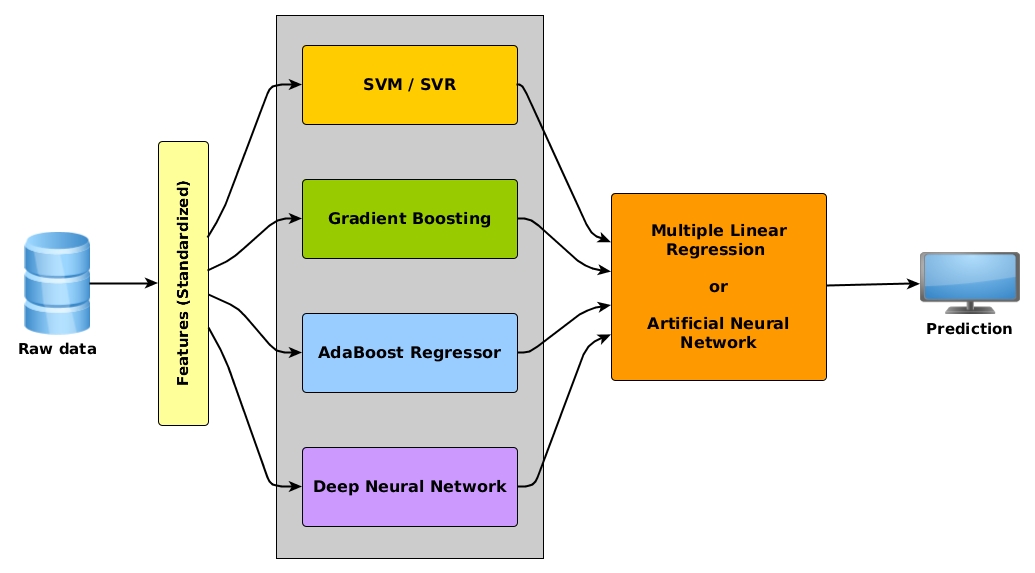 Raw data
Features (Standardized)
SVM / SVR
Gradient Boosting
AdaBoost Regressor
Deep Neural Network
Multiple Linear
Regression
or
Artificial Neural
Network
Prediction